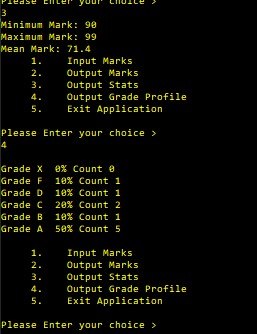 Please Enter your choice >
3
Minimum Mark: 90
Maximum Mark: 99
Mean Mark: 71.4
1. Input Marks
2. Output Marks
3. Output Stats
4. Output Grade Profile
5. Exit Application
Please Enter your choice >
4
Grade X 0% Count 0
Grade F 10% Count 1
Grade D 10% Count 1
Grade C 20% Count 2
Grade B 10% Count 1
Grade A 50% Count 5
1. Input Marks
2. Output Marks
3. Output Stats
4. Output Grade Profile
5. Exit Application
Please Enter your choice >